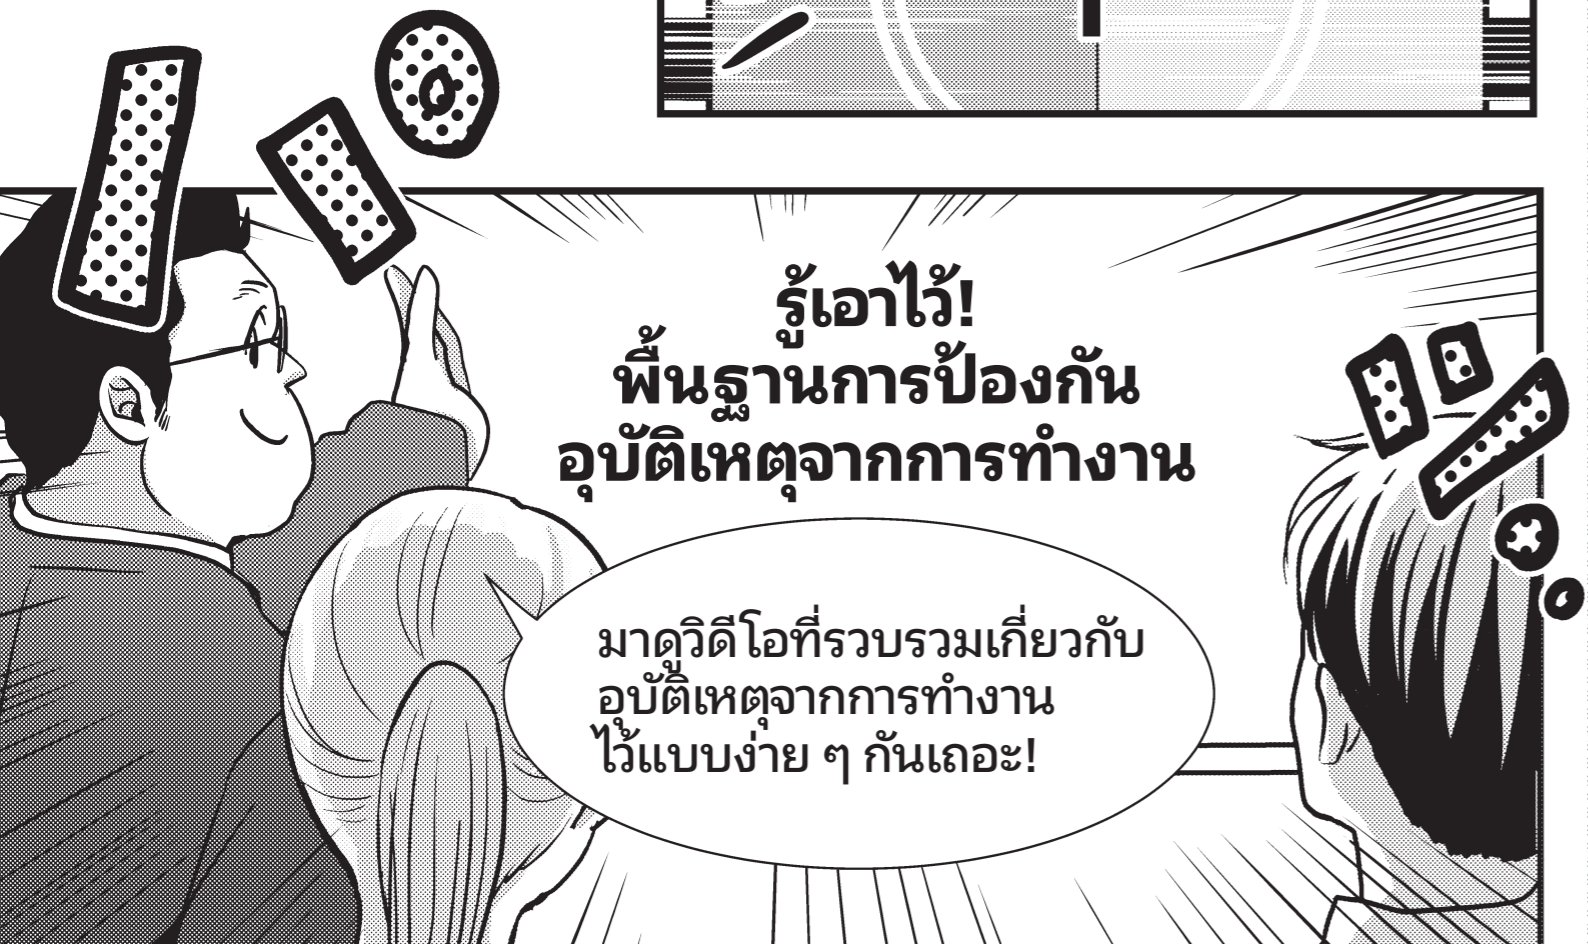 รู้เอาไว้!
พื้นฐานการป้องกัน
อุบัติเหตุจากการทำงาน
มาดูวิดีโอที่รวบรวมเกี่ยวกับ
อุบัติเหตุจากการทำงาน
ไว้แบบง่าย ๆ กันเถอะ!